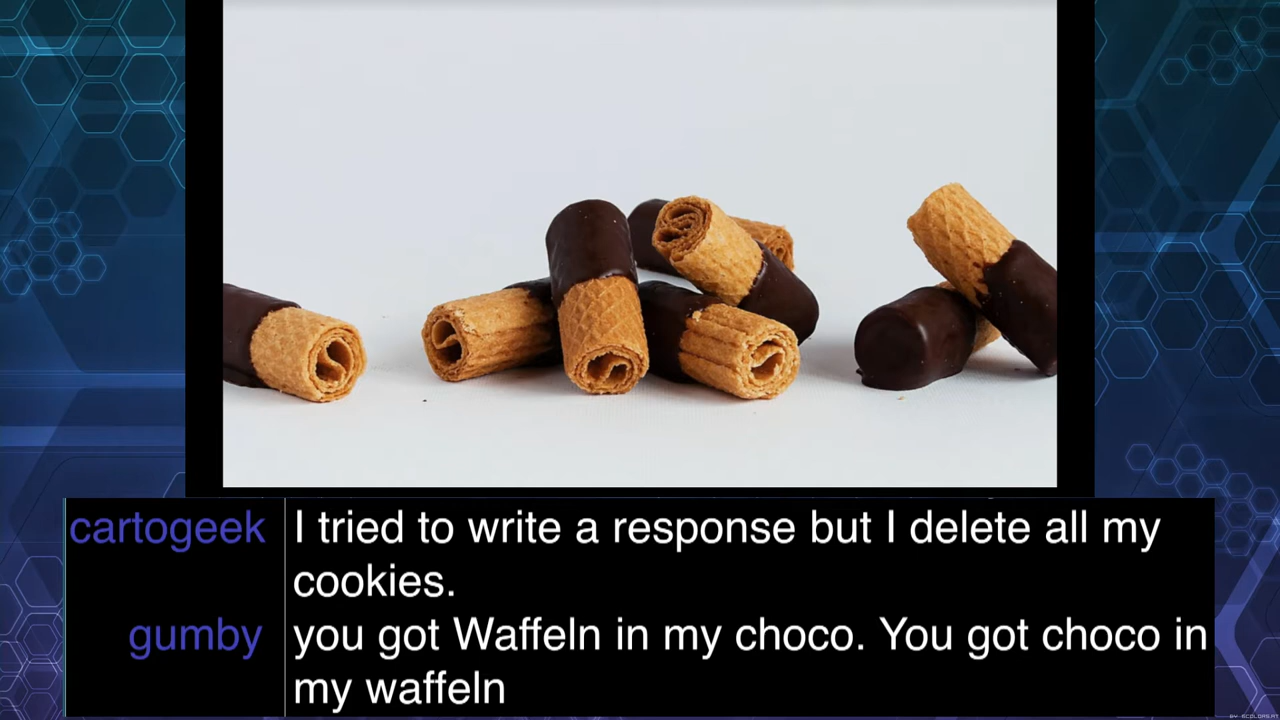 cartogeek I tried to write a response but I delete all my
cookies.
gumby you got Waffeln in my choco. You got choco in
my waffeln